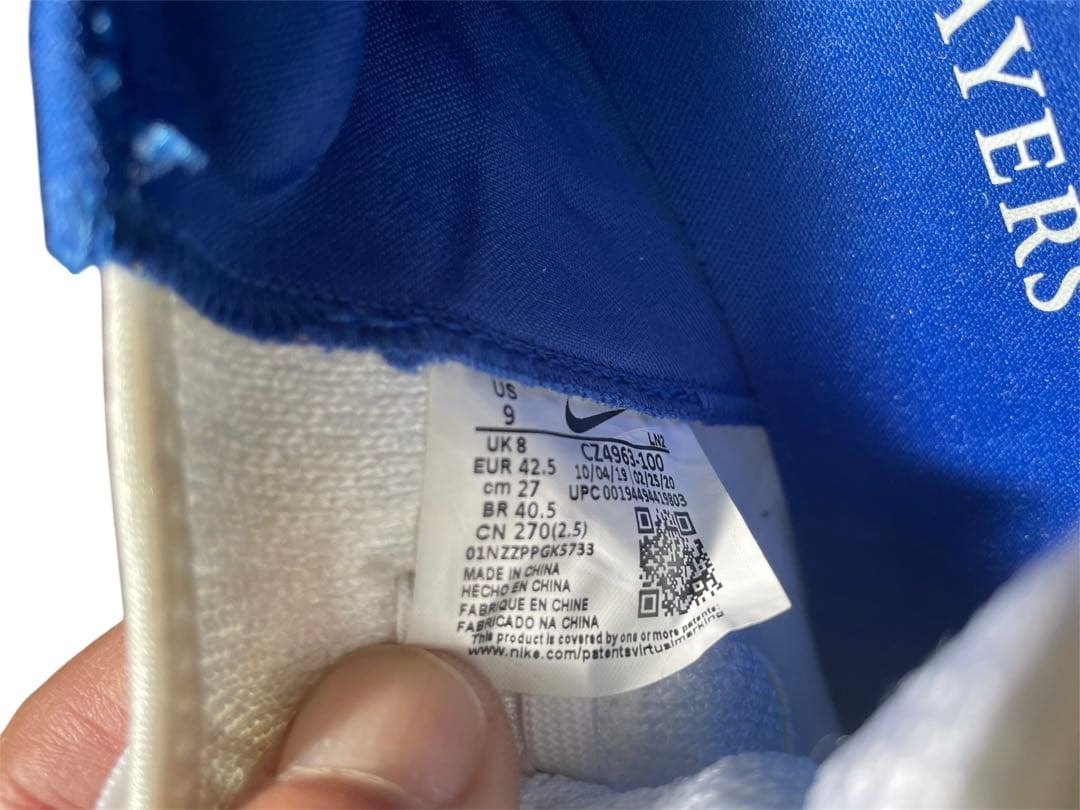 AYERS
US
9
UK 8
EUR 42.5
cm 27
BR 40.5
CN 270(2.5)
LN2
CZ4963-100
10/04/19 02/25/20
UPC 00194494419803
01NZZPPGK5733
MADE IN CHINA
HECHO EN CHINA
FABRIQUE EN CHINE
FABRICADO NA CHINA
This product is covered by one or more patents:
www.nike.com/patentsvirtualmarking